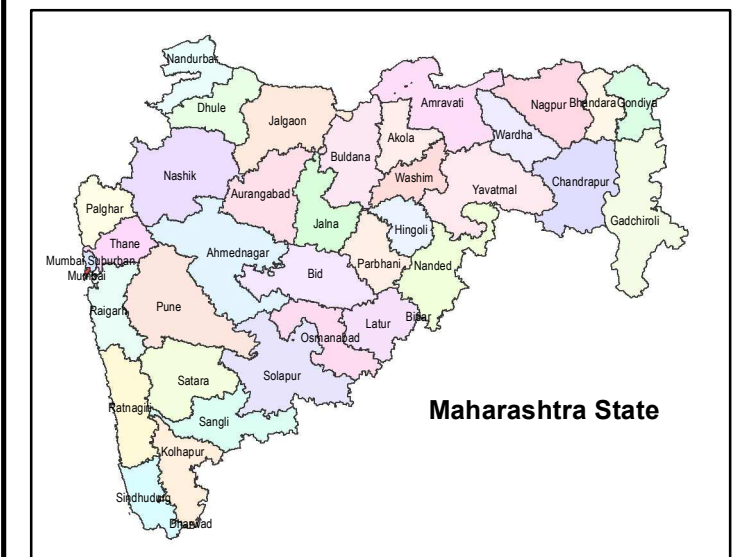 Nandurbar
Dhule
Jalgaon
Amravati
Nagpur
Bhandara
Gondiya
Buldana
Akola
Wardha
Nashik
Aurangabad
Washim
Yavatmal
Chandrapur
Palghar
Jalna
Hingoli
Gadchiroli
Thane
Ahmednagar
Mumbai Suburban
Mumbai
Bid
Parbhani
Nanded
Raigarh
Pune
Osmanabad
Latur
Bidar
Satara
Solapur
Ratnagiri
Sangli
Maharashtra State
Kolhapur
Sindhudurg
Dharwad